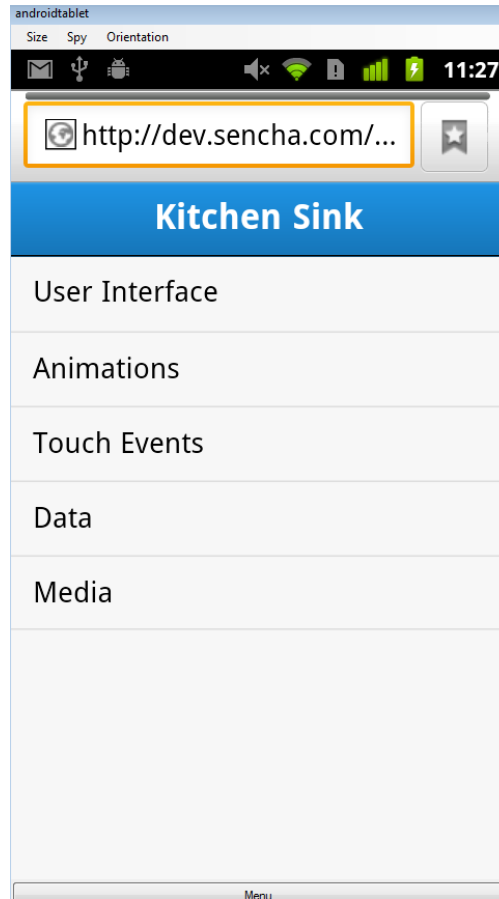 androidtablet
Size Spy Orientation
11:27
http://dev.sencha.com/...
Kitchen Sink
User Interface
Animations
Touch Events
Data
Media
Menu